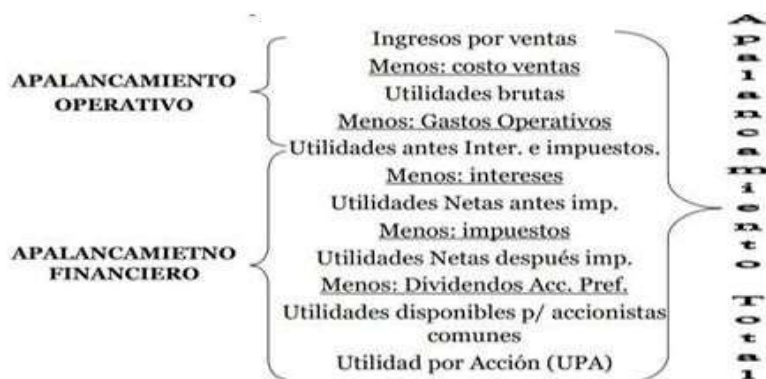 APALANCAMIENTO
OPERATIVO
APALANCAMIETNO
FINANCIERO
Ingresos por ventas
Menos: costo ventas
Utilidades brutas
Menos: Gastos Operativos
Utilidades antes Inter. e impuestos.
Menos: intereses
Utilidades Netas antes imp.
Menos: impuestos
Utilidades Netas después imp.
Menos: Dividendos Acc. Pref.
Utilidades disponibles p/ accionistas
comunes
Utilidad por Acción (UPA)
Apalancamiento Total